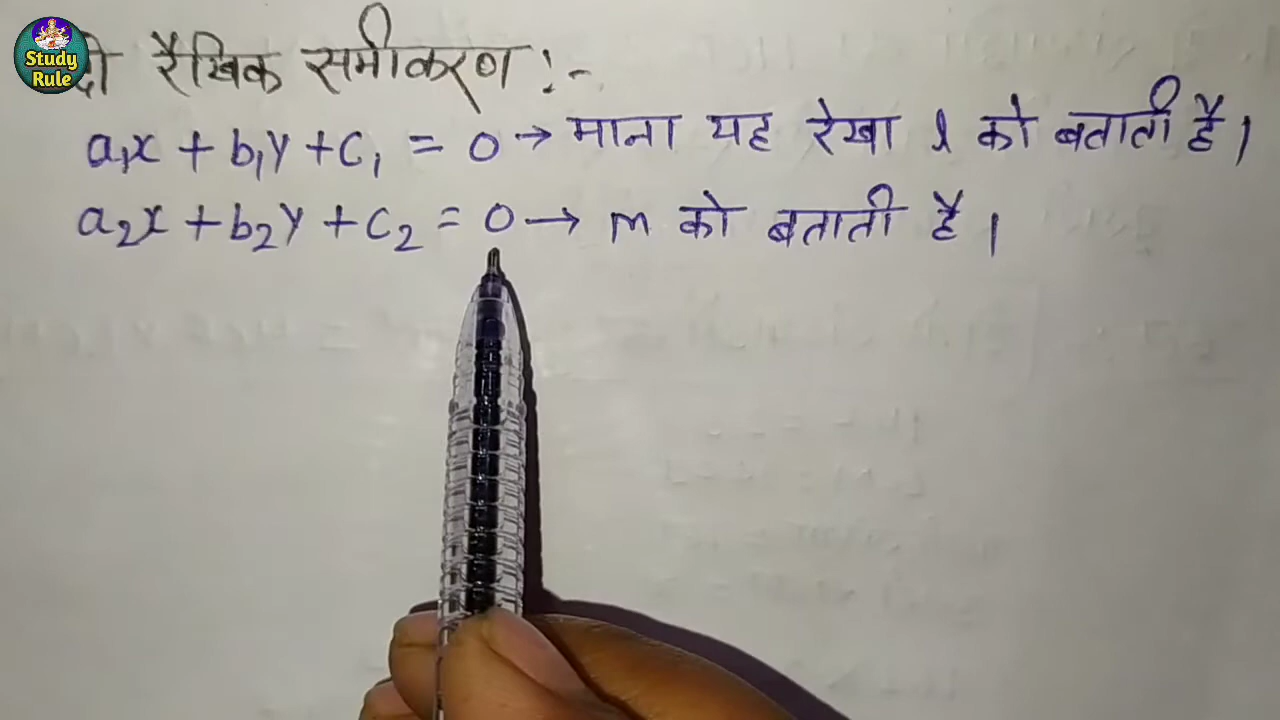 Study Rule
दो रैखिक समीकरण :-
a₁x + b₁y + c₁ = 0 → माना यह रेखा l को बताती है।
a₂x + b₂y + c₂ = 0 → m को बताती है।